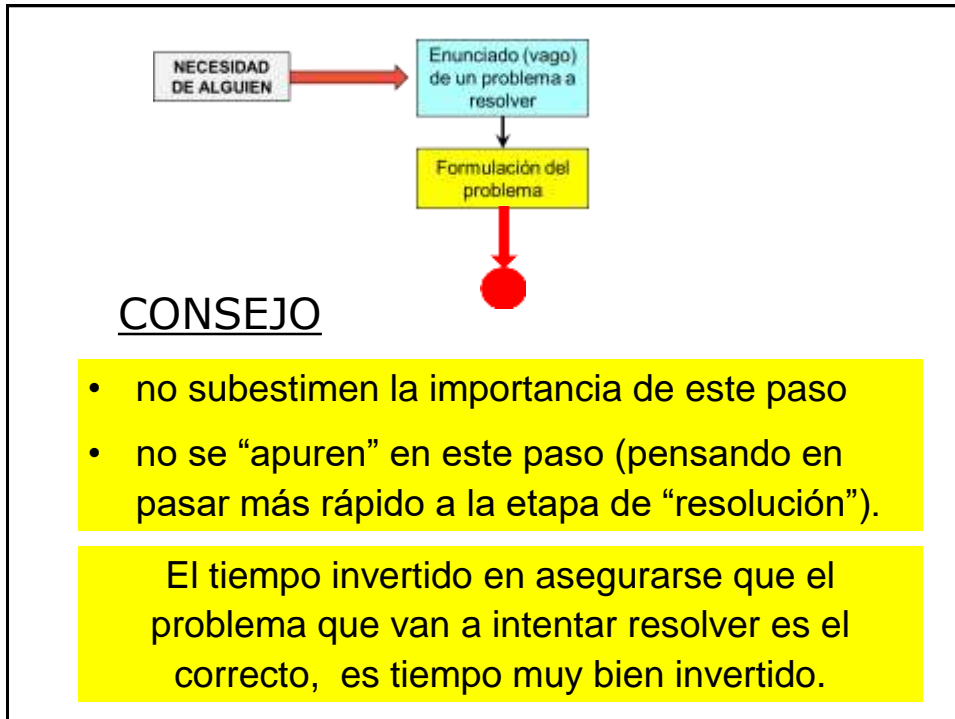 NECESIDAD
DE ALGUIEN
Enunciado (vago)
de un problema a
resolver
Formulación del
problema
CONSEJO
• no subestimen la importancia de este paso
• no se “apuren” en este paso (pensando en
pasar más rápido a la etapa de “resolución”).
El tiempo invertido en asegurarse que el
problema que van a intentar resolver es el
correcto, es tiempo muy bien invertido.